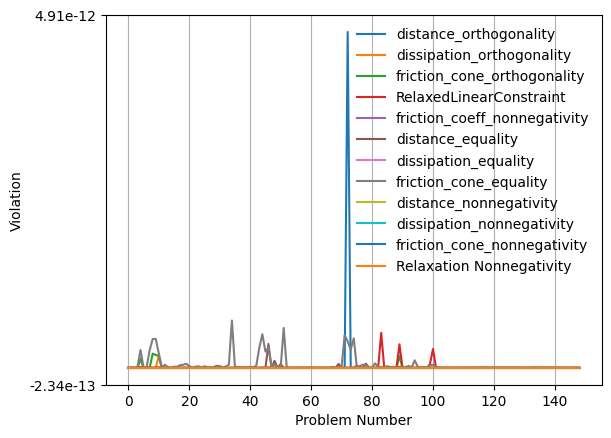 4.91e-12
distance_orthogonality
dissipation_orthogonality
friction_cone_orthogonality
RelaxedLinearConstraint
friction_coeff_nonnegativity
distance_equality
dissipation_equality
friction_cone_equality
distance_nonnegativity
dissipation_nonnegativity
friction_cone_nonnegativity
Relaxation Nonnegativity
Violation
-2.34e-13
0 20 40 60 80 100 120 140
Problem Number